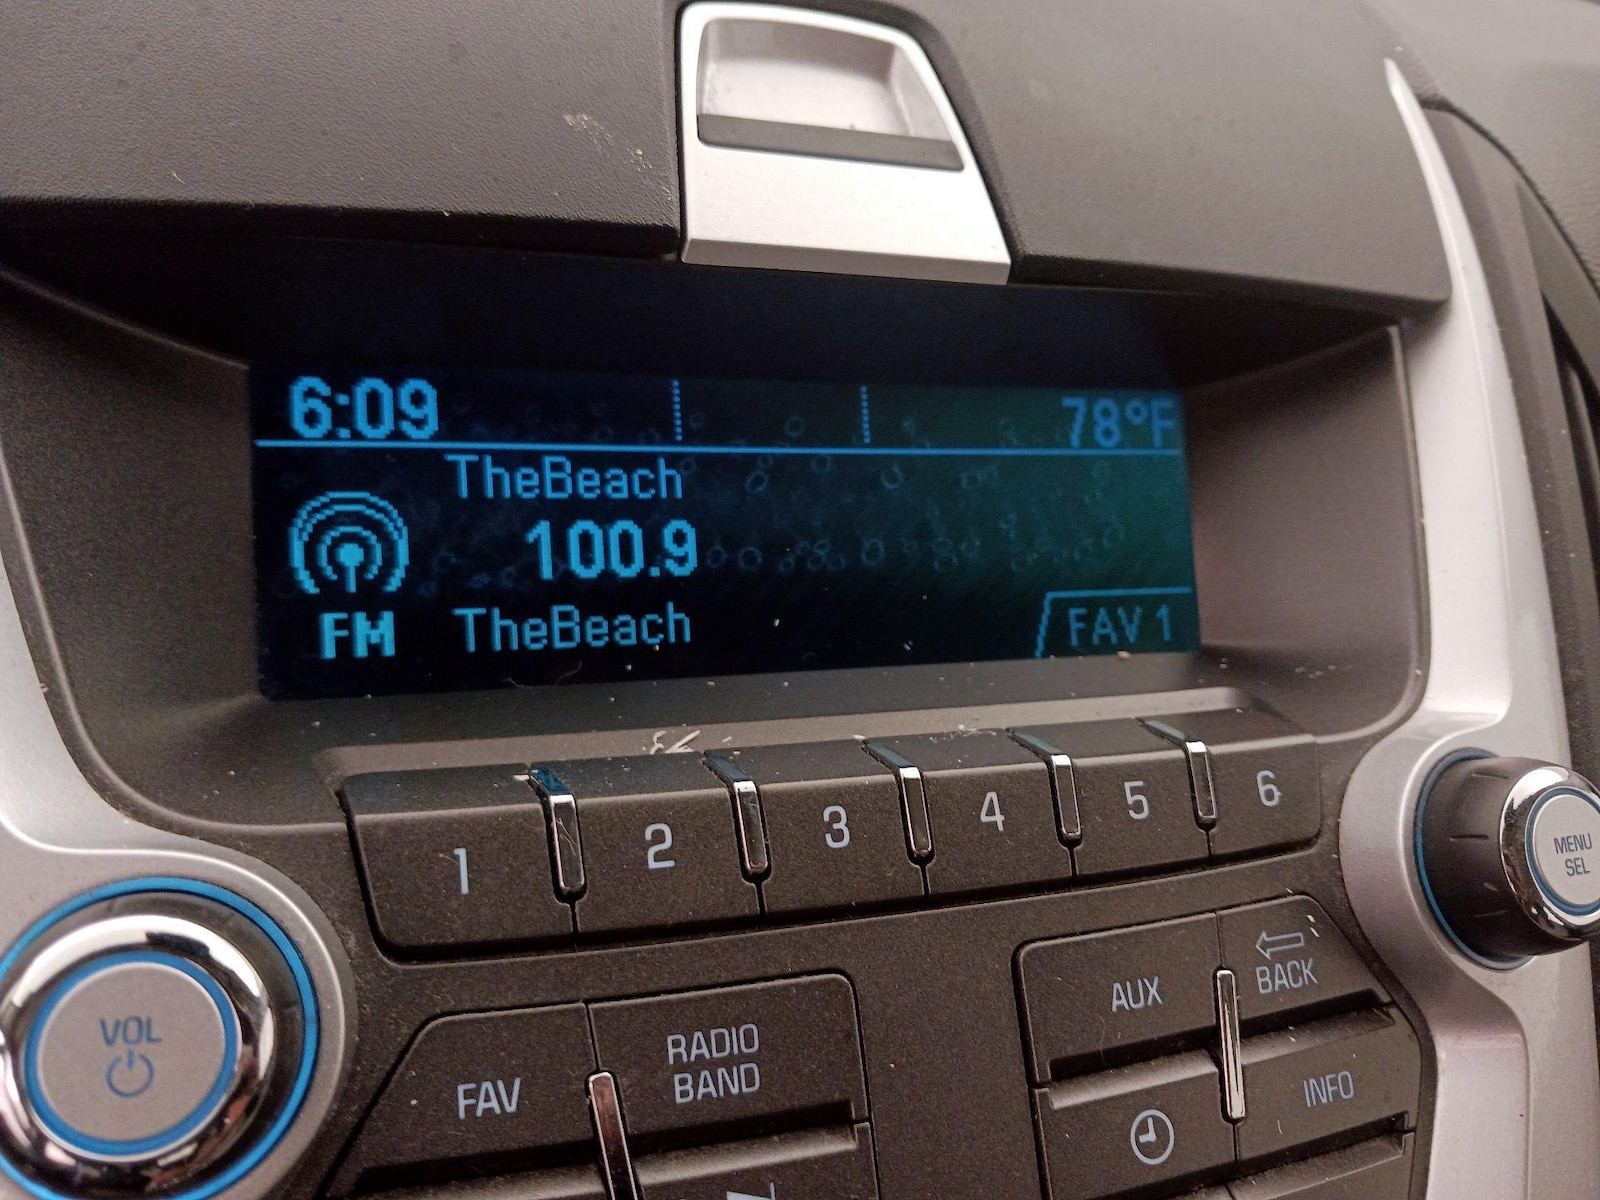 6:09 78°F
TheBeach
100.9
FM TheBeach FAV 1
1 2 3 4 5 6
MENU
SEL
VOL
FAV
RADIO
BAND
AUX
BACK
INFO